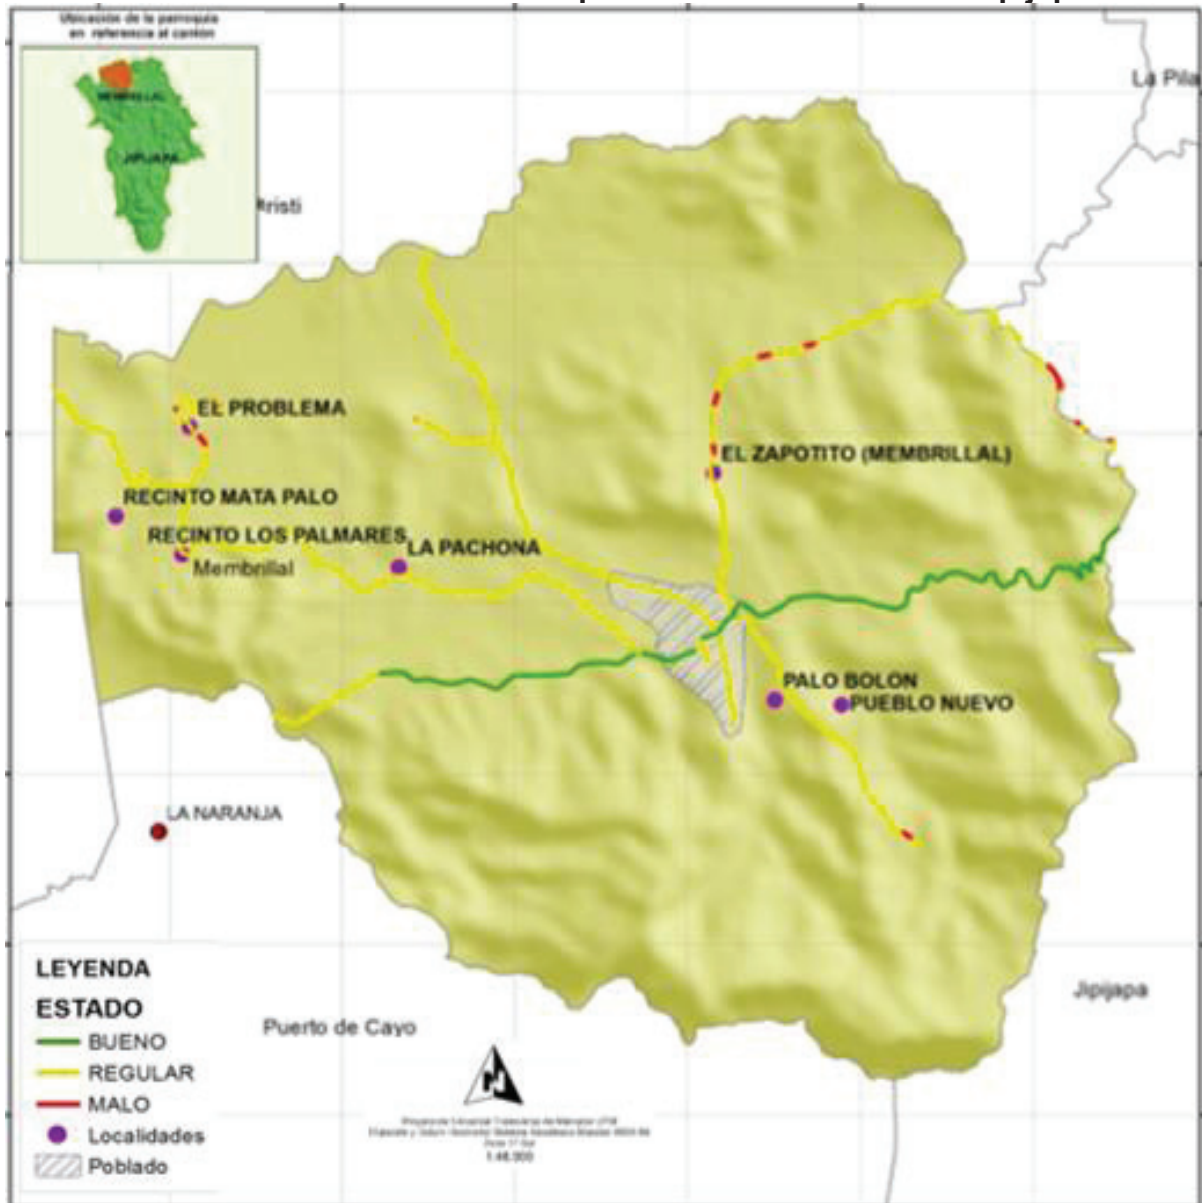 Ubicación de la parroquia
en referencia al cantón
MEMBRILLAL
JIPIJAPA
La Pila
risti
EL PROBLEMA
EL ZAPOTITO (MEMBRILLAL)
RECINTO MATA PALO
RECINTO LOS PALMARES
LA PACHONA
Membrillal
PALO BOLON
PUEBLO NUEVO
LA NARANJA
LEYENDA
ESTADO
BUENO
REGULAR
MALO
Localidades
Poblado
Puerto de Cayo
Jipijapa
N